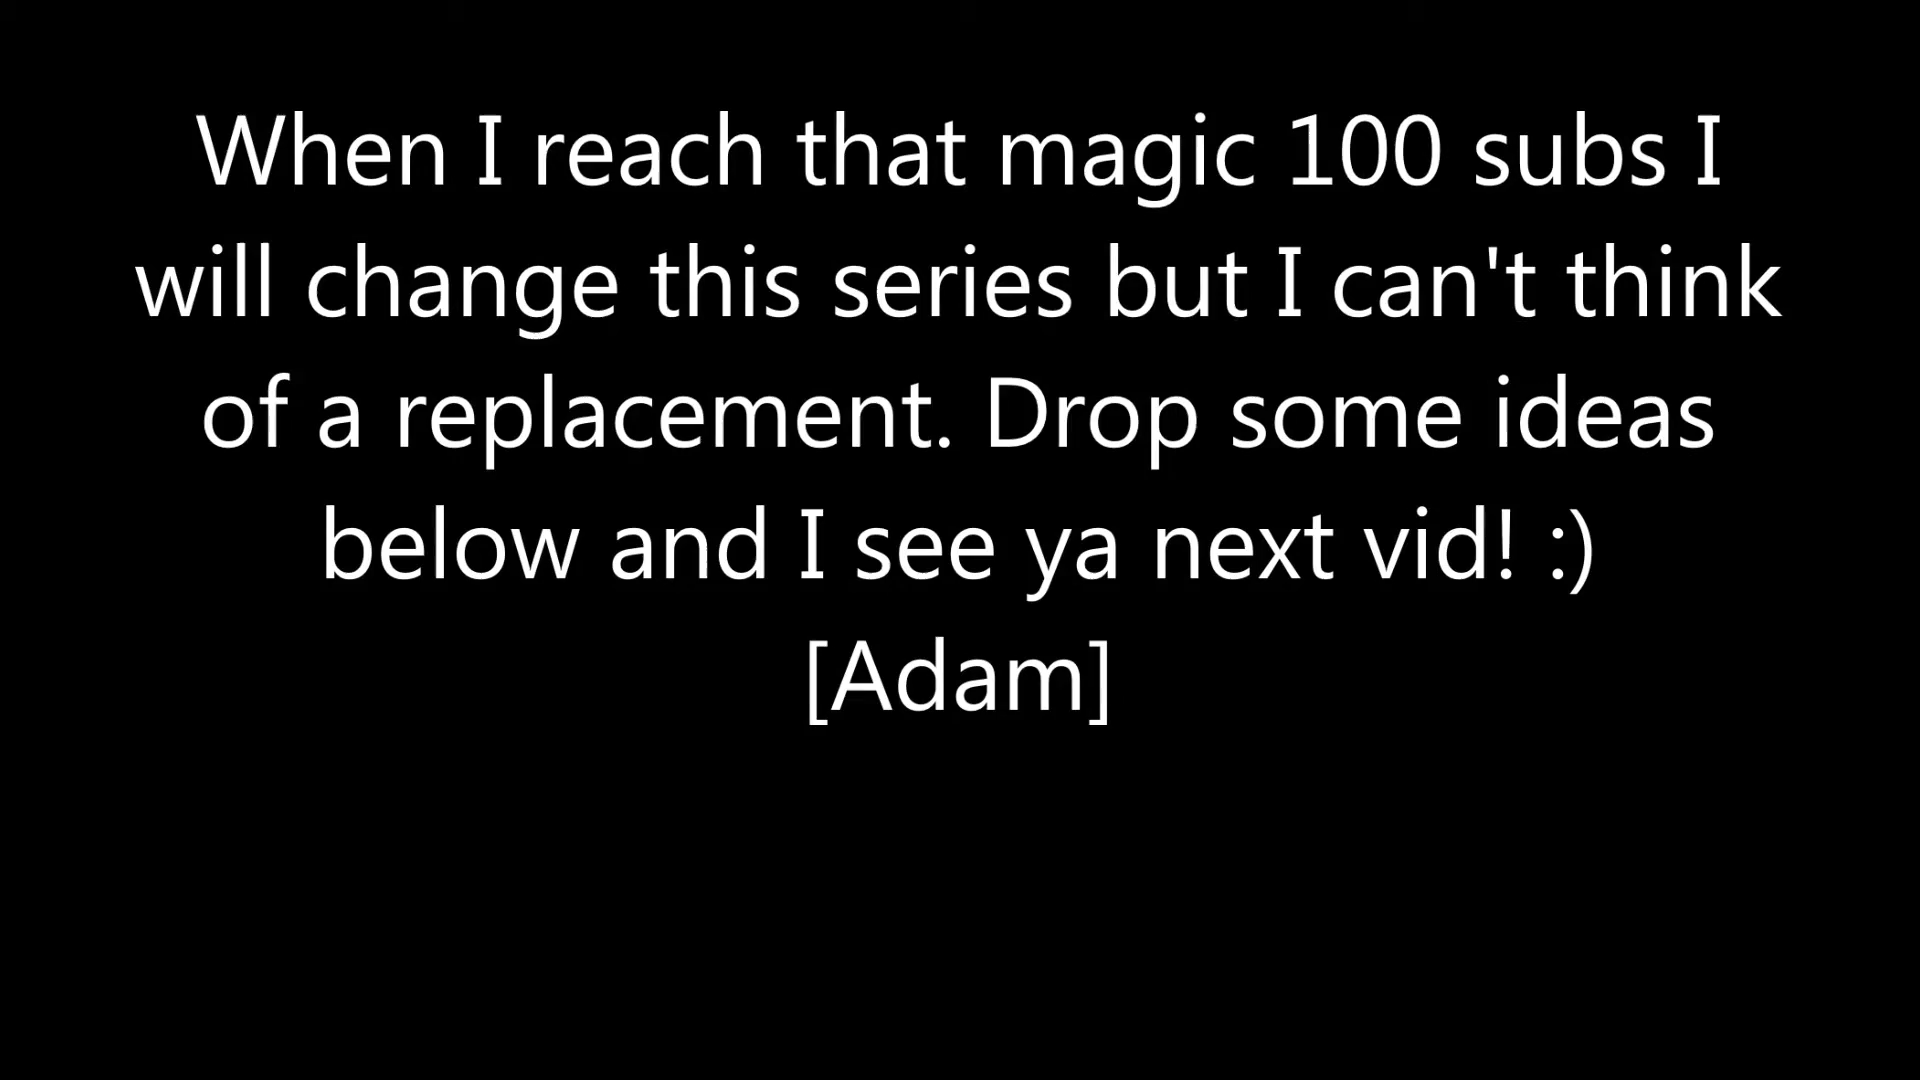 When I reach that magic 100 subs I
will change this series but I can't think
of a replacement. Drop some ideas
below and I see ya next vid! :)
[Adam]